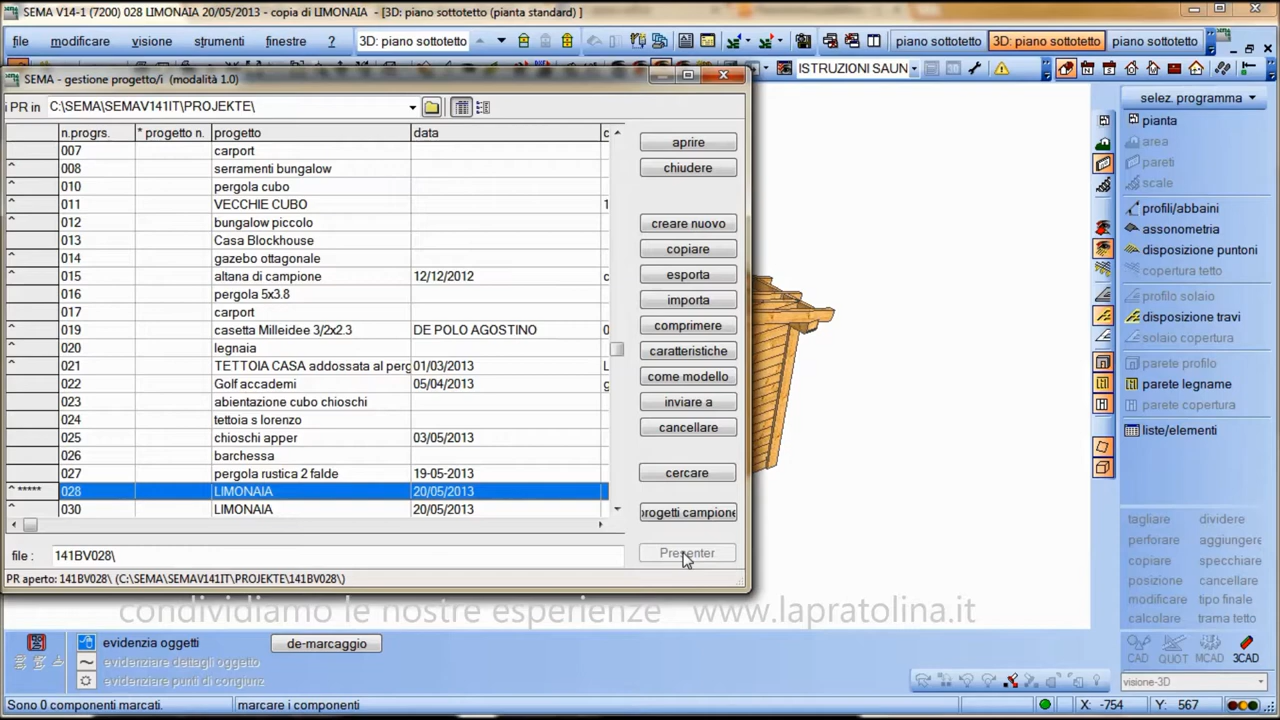 SEMA V14-1 (7200) 028 LIMONAIA 20/05/2013 - copia di LIMONAIA - [3D: piano sottotetto (pianta standard) ]
file modifica visione strumenti finestre ? 3D: piano sottotetto piano sottotetto 3D: piano sottotetto piano sottotetto
SEMA - gestione progetto/i (modalità 1.0)
ISTRUZIONI SAUN
i PR in C:\SEMA\SEMAV141IT\PROJEKTE\
n.progrs. * progetto n. progetto data c
007 carport
^ 008 serramenti bungalow
^ 010 pergola cubo
^ 011 VECCHIE CUBO 1
^ 012 bungalow piccolo
013 Casa Blockhouse
^ 014 gazebo ottagonale
^ 015 altana di campione 12/12/2012 c
016 pergola 5x3.8
017 carport
^ 019 casetta Milleidee 3/2x2.3 DE POLO AGOSTINO 0
^ 020 legnaia
^ 021 TETTOIA CASA addossata al perg 01/03/2013 L
^ 022 Golf accademi 05/04/2013 g
023 abientazione cubo chioschi
^ 024 tettoia s lorenzo
^ 025 chioschi apper 03/05/2013
^ 026 barchessa
^ 027 pergola rustica 2 falde 19-05-2013
^ ***** 028 LIMONAIA 20/05/2013
^ 030 LIMONAIA 20/05/2013
file : 141BV028\
PR aperto: 141BV028\ (C:\SEMA\SEMAV141IT\PROJEKTE\141BV028\)
aprire
chiudere
creare nuovo
copiare
esporta
importa
comprimere
caratteristiche
come modello
inviare a
cancellare
cercare
progetti campione
Presenter
selez. programma
pianta
area
pareti
scale
profili/abbaini
assonometria
disposizione puntoni
copertura tetto
profilo solaio
disposizione travi
solaio copertura
parete profilo
parete legname
parete copertura
liste/elementi
tagliare dividere
perforare aggiungere
copiare specchiare
posizione cancellare
modificare tipo finale
calcolare trama tetto
CAD QUOT MCAD 3CAD
visione-3D
condividiamo le nostre esperienze www.lapratolina.it
evidenzia oggetti de-marcaggio
evidenziare dettagli oggetto
evidenziare punti di congiunz
Sono 0 componenti marcati. marcare i componenti X: -754 Y: 567